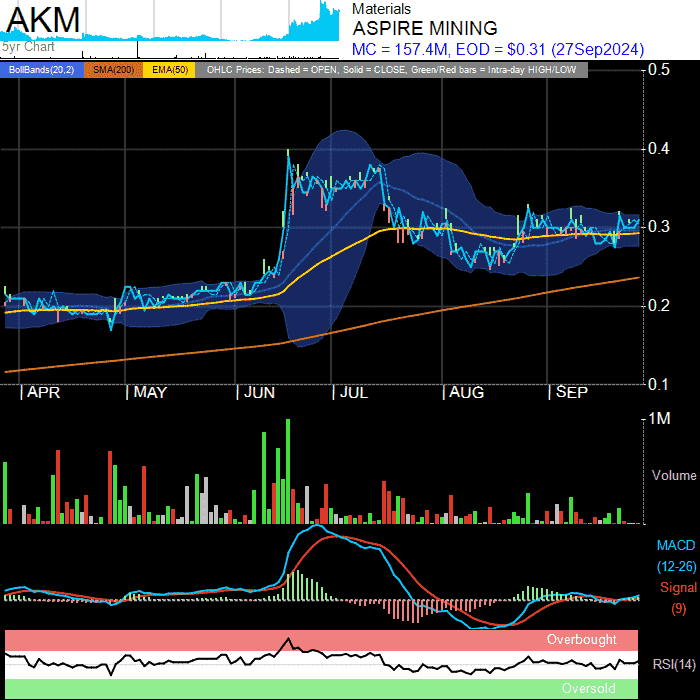 AKM
5yr Chart
Materials
ASPIRE MINING
MC = 157.4M, EOD = $0.31 (27Sep2024)
BollBands(20,2) SMA(200) EMA(50) OHLC Prices: Dashed = OPEN, Solid = CLOSE, Green/Red bars = Intra-day HIGH/LOW
0.5
0.4
0.3
0.2
0.1
APR MAY JUN JUL AUG SEP
1M
Volume
MACD
(12-26)
Signal
(9)
Overbought
RSI(14)
Oversold